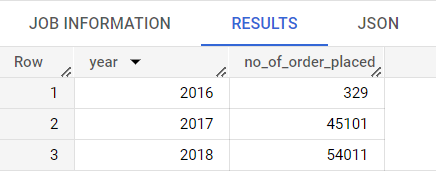 JOB INFORMATION RESULTS JSON
Row year no_of_order_placed
1 2016 329
2 2017 45101
3 2018 54011